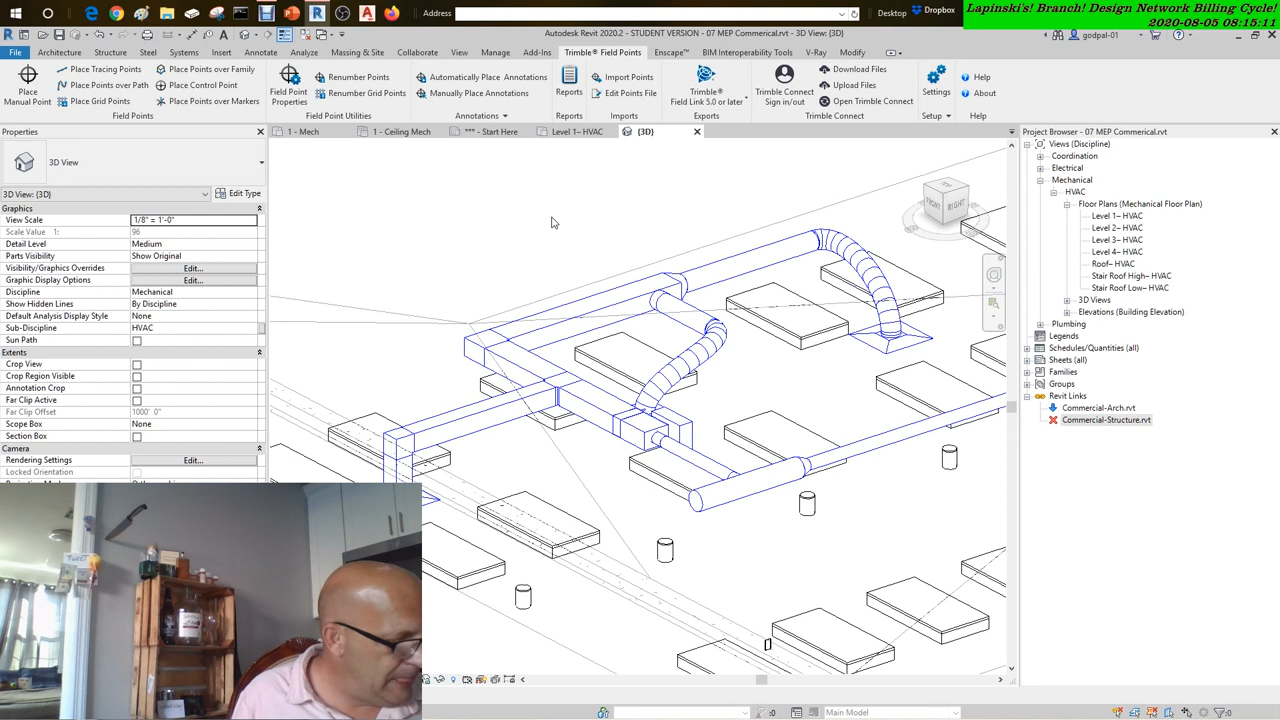 Address
Desktop
Dropbox
Lapinski's! Branch! Design Network Billing Cycle!
2020-08-05 08:15:11
Autodesk Revit 2020.2 - STUDENT VERSION - 07 MEP Commerical.rvt - 3D View: {3D}
godpal-01
File Architecture Structure Steel Systems Insert Annotate Analyze Massing & Site Collaborate View Manage Add-Ins Trimble® Field Points Enscape™ BIM Interoperability Tools V-Ray Modify
Place Manual Point
Place Tracing Points
Place Points over Path
Place Grid Points
Place Points over Family
Place Control Point
Place Points over Markers
Field Points
Field Point Properties
Renumber Points
Renumber Grid Points
Field Point Utilities
Automatically Place Annotations
Manually Place Annotations
Annotations
Reports
Reports
Import Points
Edit Points File
Imports
Trimble® Field Link 5.0 or later
Exports
Trimble Connect Sign in/out
Download Files
Upload Files
Open Trimble Connect
Trimble Connect
Settings
Setup
Help
About
Help
Properties
1 - Mech
1 - Ceiling Mech
*** - Start Here
Level 1– HVAC
{3D}
Project Browser - 07 MEP Commerical.rvt
3D View
3D View: {3D}
Edit Type
Graphics
View Scale 1/8" = 1'-0"
Scale Value 1: 96
Detail Level Medium
Parts Visibility Show Original
Visibility/Graphics Overrides Edit...
Graphic Display Options Edit...
Discipline Mechanical
Show Hidden Lines By Discipline
Default Analysis Display Style None
Sub-Discipline HVAC
Sun Path
Extents
Crop View
Crop Region Visible
Annotation Crop
Far Clip Active
Far Clip Offset 1000' 0"
Scope Box None
Section Box
Camera
Rendering Settings Edit...
Locked Orientation
TOP
FRONT
RIGHT
Views (Discipline)
Coordination
Electrical
Mechanical
HVAC
Floor Plans (Mechanical Floor Plan)
Level 1– HVAC
Level 2– HVAC
Level 3– HVAC
Level 4– HVAC
Roof– HVAC
Stair Roof High– HVAC
Stair Roof Low– HVAC
3D Views
Elevations (Building Elevation)
Plumbing
Legends
Schedules/Quantities (all)
Sheets (all)
Families
Groups
Revit Links
Commercial-Arch.rvt
Commercial-Structure.rvt
:0
Main Model
:0